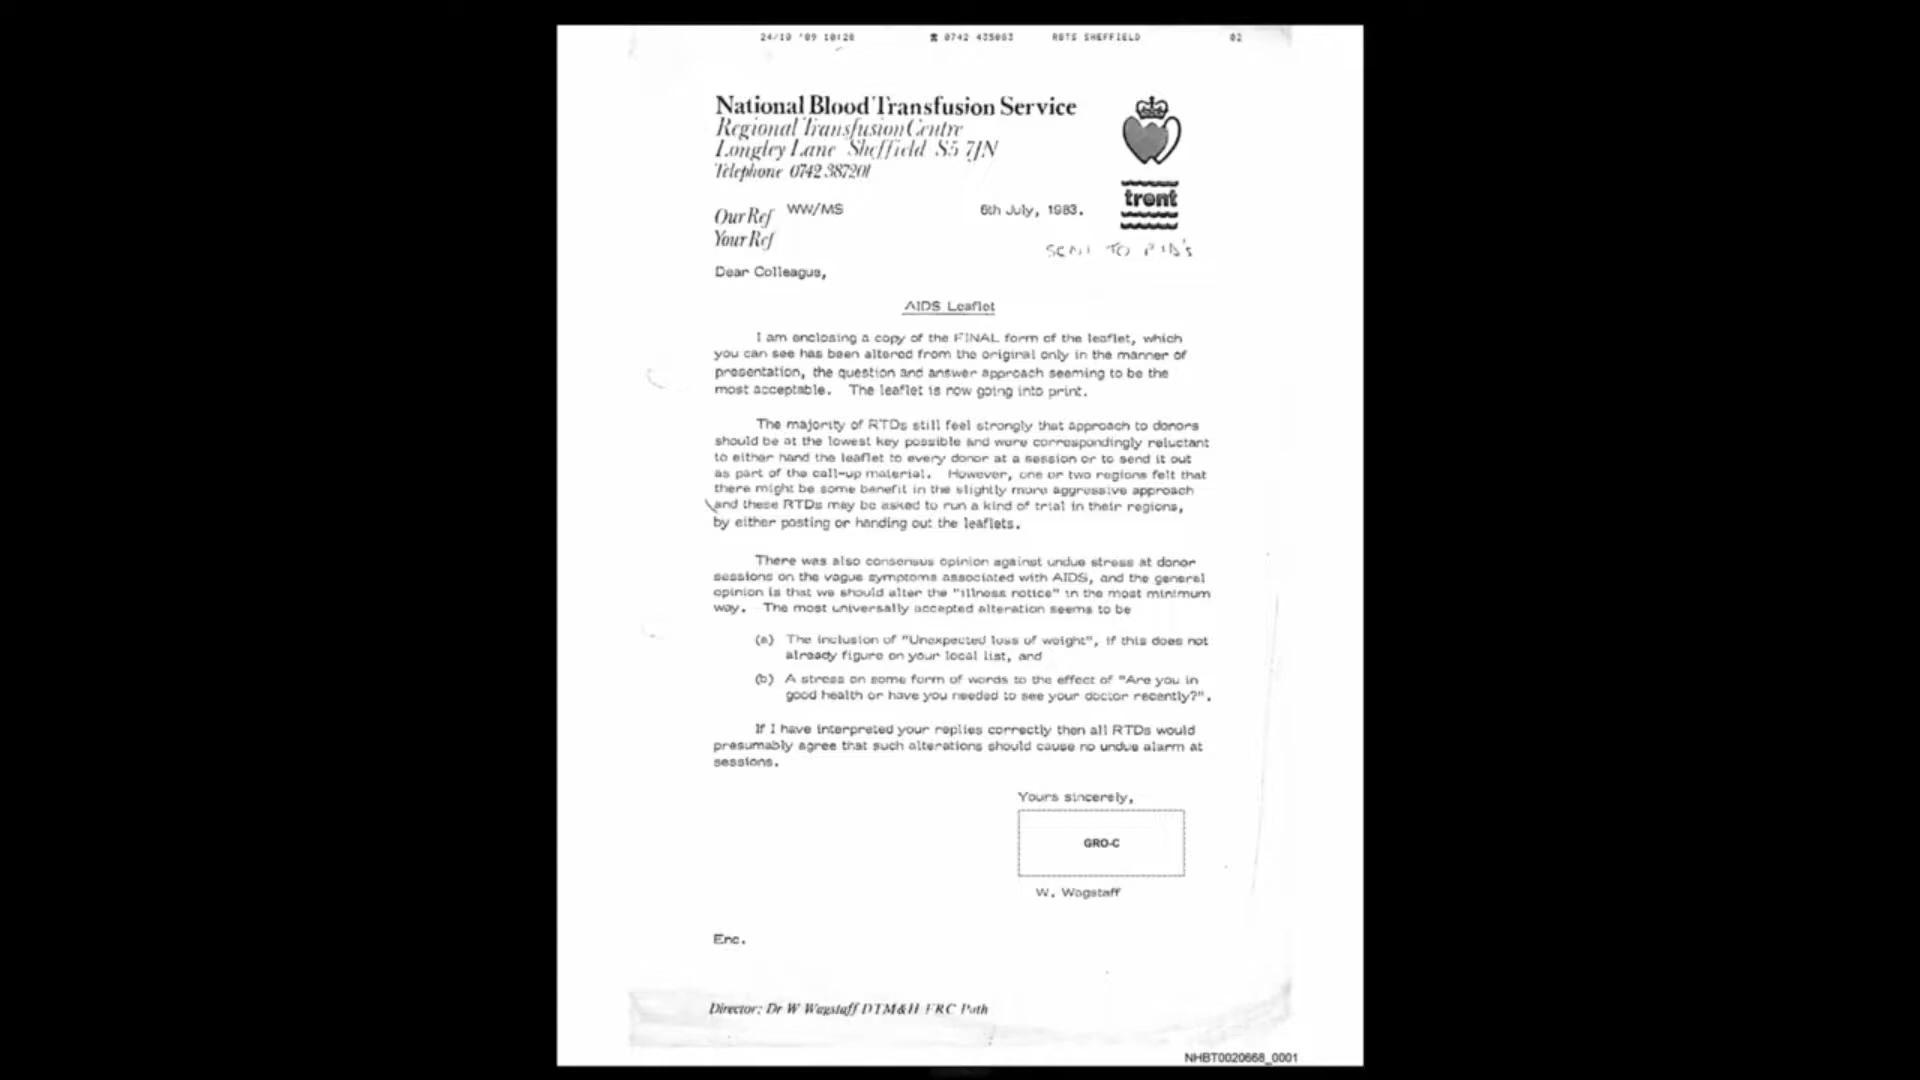 24/10 '89 10:28 ☎ 0742 435083 RBTS SHEFFIELD 02
National Blood Transfusion Service
Regional Transfusion Centre
Longley Lane Sheffield S5 7JN
Telephone 0742 387201
trent
Our Ref WW/MS 6th July, 1983.
Your Ref
SENT TO
Dear Colleague,
AIDS Leaflet
I am enclosing a copy of the FINAL form of the leaflet, which
you can see has been altered from the original only in the manner of
presentation, the question and answer approach seeming to be the
most acceptable. The leaflet is now going into print.
The majority of RTDs still feel strongly that approach to donors
should be at the lowest key possible and were correspondingly reluctant
to either hand the leaflet to every donor at a session or to send it out
as part of the call-up material. However, one or two regions felt that
there might be some benefit in the slightly more aggressive approach
and these RTDs may be asked to run a kind of trial in their regions,
by either posting or handing out the leaflets.
There was also consensus opinion against undue stress at donor
sessions on the vague symptoms associated with AIDS, and the general
opinion is that we should alter the "illness notice" in the most minimum
way. The most universally accepted alteration seems to be
(a) The inclusion of "Unexpected loss of weight", if this does not
already figure on your local list, and
(b) A stress on some form of words to the effect of "Are you in
good health or have you needed to see your doctor recently?".
If I have interpreted your replies correctly then all RTDs would
presumably agree that such alterations should cause no undue alarm at
sessions.
Yours sincerely,
GRO-C
W. Wagstaff
Enc.
Director: Dr W Wagstaff DTM&H FRC Path
NHBT0020668_0001